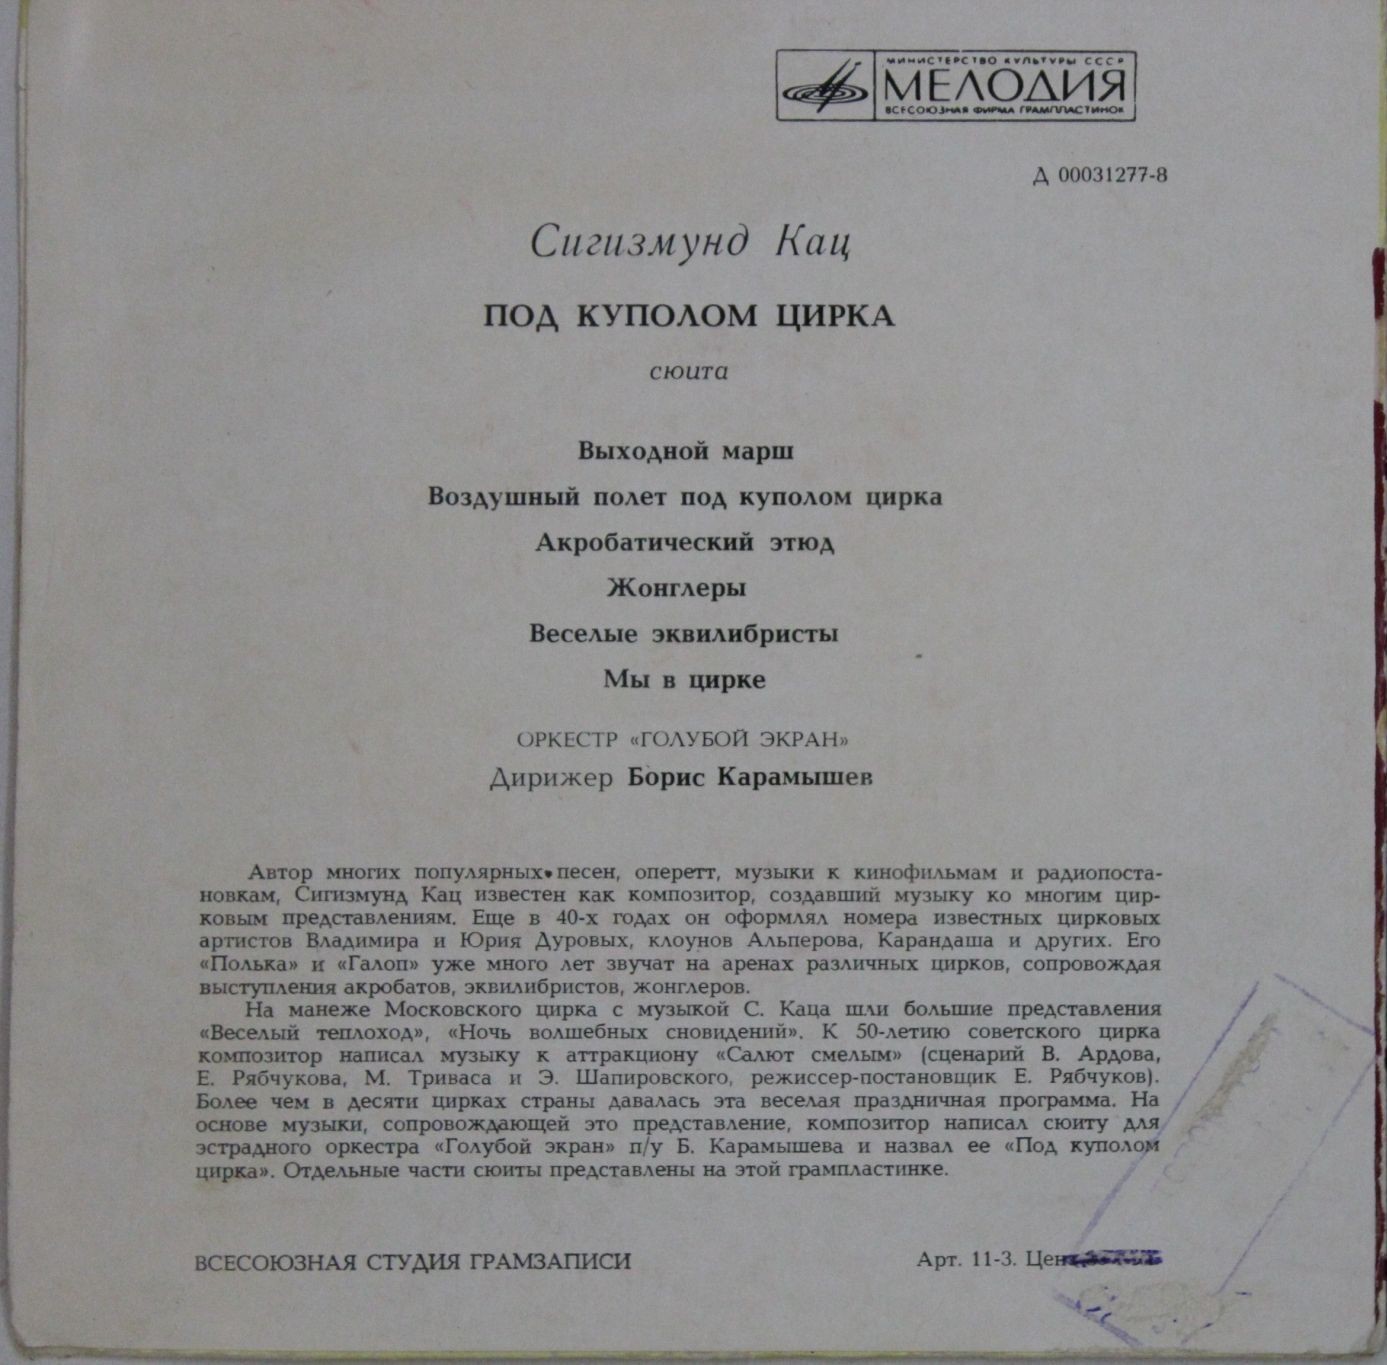 МИНИСТЕРСТВО КУЛЬТУРЫ СССР
МЕЛОДИЯ
ВСЕСОЮЗНАЯ ФИРМА ГРАМПЛАСТИНОК
Д 00031277-8
Сигизмунд Кац
ПОД КУПОЛОМ ЦИРКА
сюита
Выходной марш
Воздушный полет под куполом цирка
Акробатический этюд
Жонглеры
Веселые эквилибристы
Мы в цирке
ОРКЕСТР «ГОЛУБОЙ ЭКРАН»
Дирижер Борис Карамышев
Автор многих популярных песен, оперетт, музыки к кинофильмам и радиопоста-
новкам, Сигизмунд Кац известен как композитор, создавший музыку ко многим цир-
ковым представлениям. Еще в 40-х годах он оформлял номера известных цирковых
артистов Владимира и Юрия Дуровых, клоунов Альперова, Карандаша и других. Его
«Полька» и «Галоп» уже много лет звучат на аренах различных цирков, сопровождая
выступления акробатов, эквилибристов, жонглеров.
На манеже Московского цирка с музыкой С. Каца шли большие представления
«Веселый теплоход», «Ночь волшебных сновидений». К 50-летию советского цирка
композитор написал музыку к аттракциону «Салют смелым» (сценарий В. Ардова,
Е. Рябчукова, М. Триваса и Э. Шапировского, режиссер-постановщик Е. Рябчуков).
Более чем в десяти цирках страны давалась эта веселая праздничная программа. На
основе музыки, сопровождающей это представление, композитор написал сюиту для
эстрадного оркестра «Голубой экран» п/у Б. Карамышева и назвал ее «Под куполом
цирка». Отдельные части сюиты представлены на этой грампластинке.
ВСЕСОЮЗНАЯ СТУДИЯ ГРАМЗАПИСИ
Арт. 11-3.